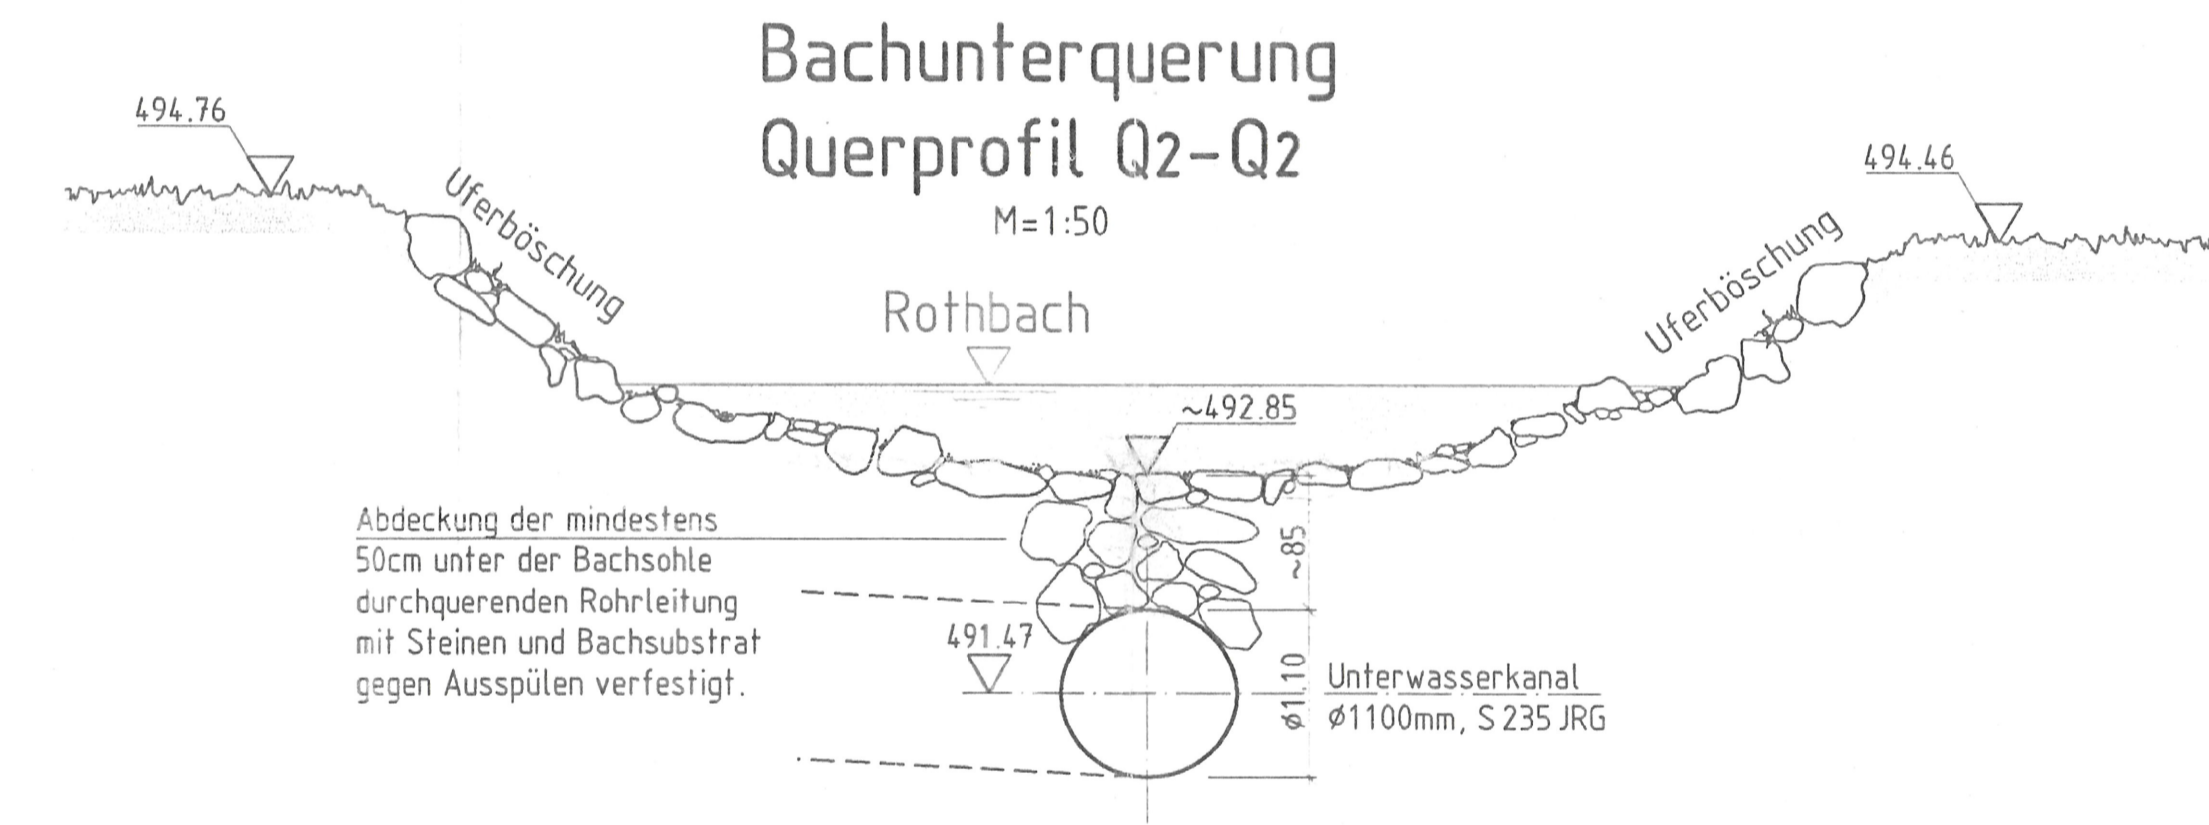 Bachunterquerung
Querprofil Q2-Q2
M=1:50
494.76
494.46
Uferböschung
Uferböschung
Rothbach
~492.85
Abdeckung der mindestens
50cm unter der Bachsohle
durchquerenden Rohrleitung
mit Steinen und Bachsubstrat
gegen Ausspülen verfestigt.
~85
491.47
ø1.10
Unterwasserkanal
ø1100mm, S 235 JRG